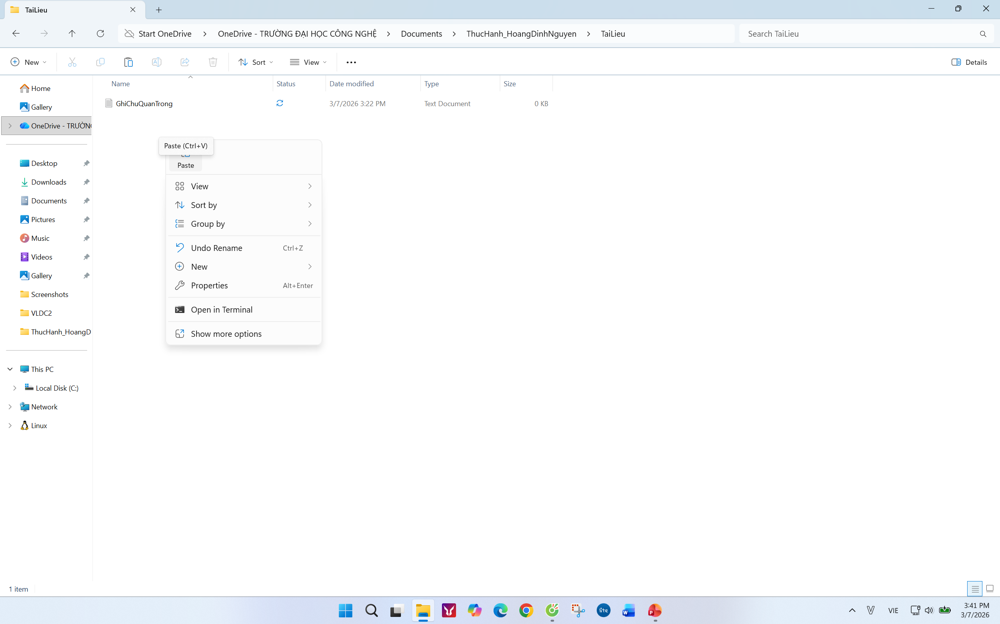 TaiLieu
Start OneDrive > OneDrive - TRƯỜNG ĐẠI HỌC CÔNG NGHỆ > Documents > ThucHanh_HoangDinhNguyen > TaiLieu
Search TaiLieu
New
Sort
View
Details
Name
Status
Date modified
Type
Size
GhiChuQuanTrong
3/7/2026 3:22 PM
Text Document
0 KB
Home
Gallery
OneDrive - TRƯỜNG
Desktop
Downloads
Documents
Pictures
Music
Videos
Gallery
Screenshots
VLDC2
ThucHanh_HoangD
This PC
Local Disk (C:)
Network
Linux
Paste (Ctrl+V)
Paste
View
Sort by
Group by
Undo Rename Ctrl+Z
New
Properties Alt+Enter
Open in Terminal
Show more options
1 item
lite
VIE
3:41 PM
3/7/2026